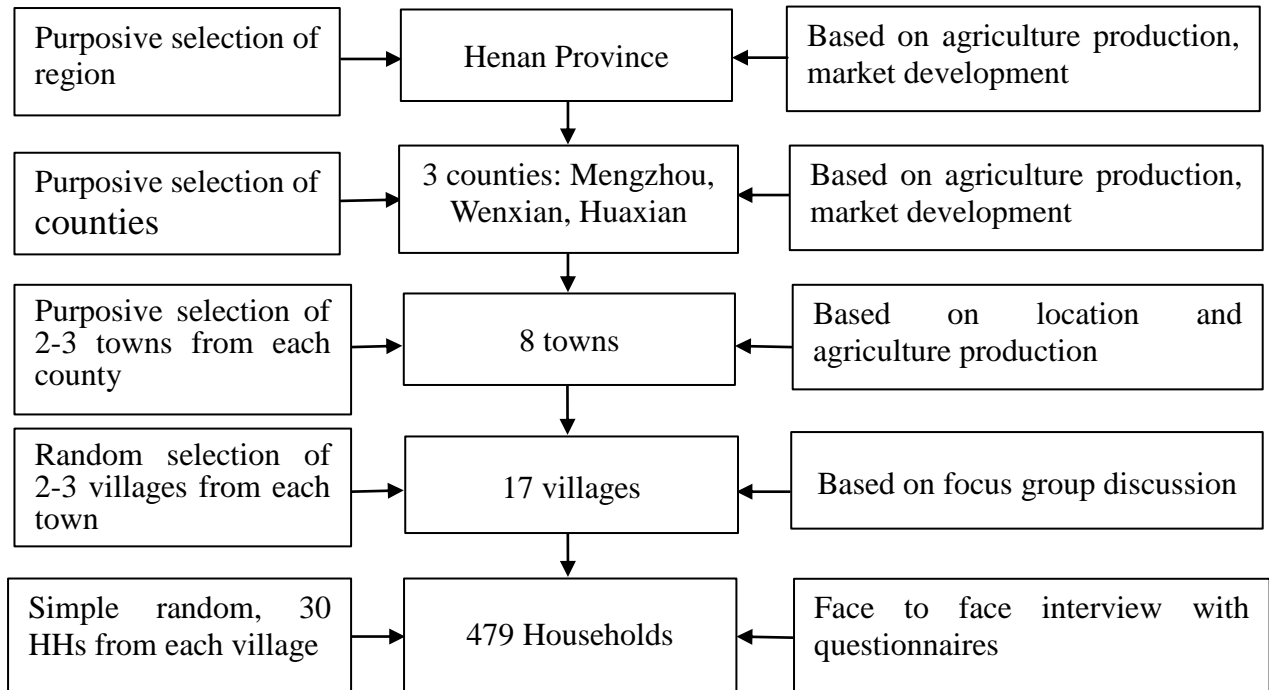 Purposive selection of
region
Henan Province
Based on agriculture production,
market development
Purposive selection of
counties
3 counties: Mengzhou,
Wenxian, Huaxian
Based on agriculture production,
market development
Purposive selection of
2-3 towns from each
county
8 towns
Based on location and
agriculture production
Random selection of
2-3 villages from each
town
17 villages
Based on focus group discussion
Simple random, 30
HHs from each village
479 Households
Face to face interview with
questionnaires